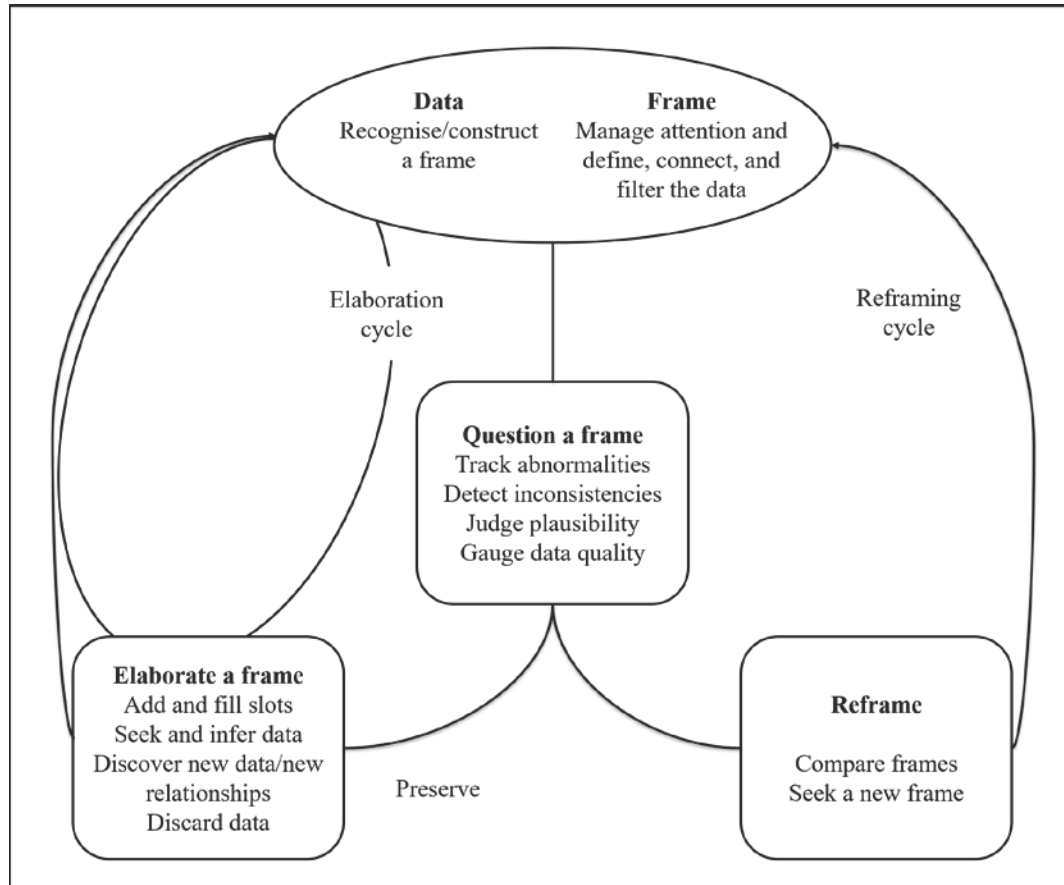 Data
Recognise/construct
a frame
Frame
Manage attention and
define, connect, and
filter the data
Elaboration
cycle
Reframing
cycle
Question a frame
Track abnormalities
Detect inconsistencies
Judge plausibility
Gauge data quality
Elaborate a frame
Add and fill slots
Seek and infer data
Discover new data/new
relationships
Discard data
Preserve
Reframe
Compare frames
Seek a new frame